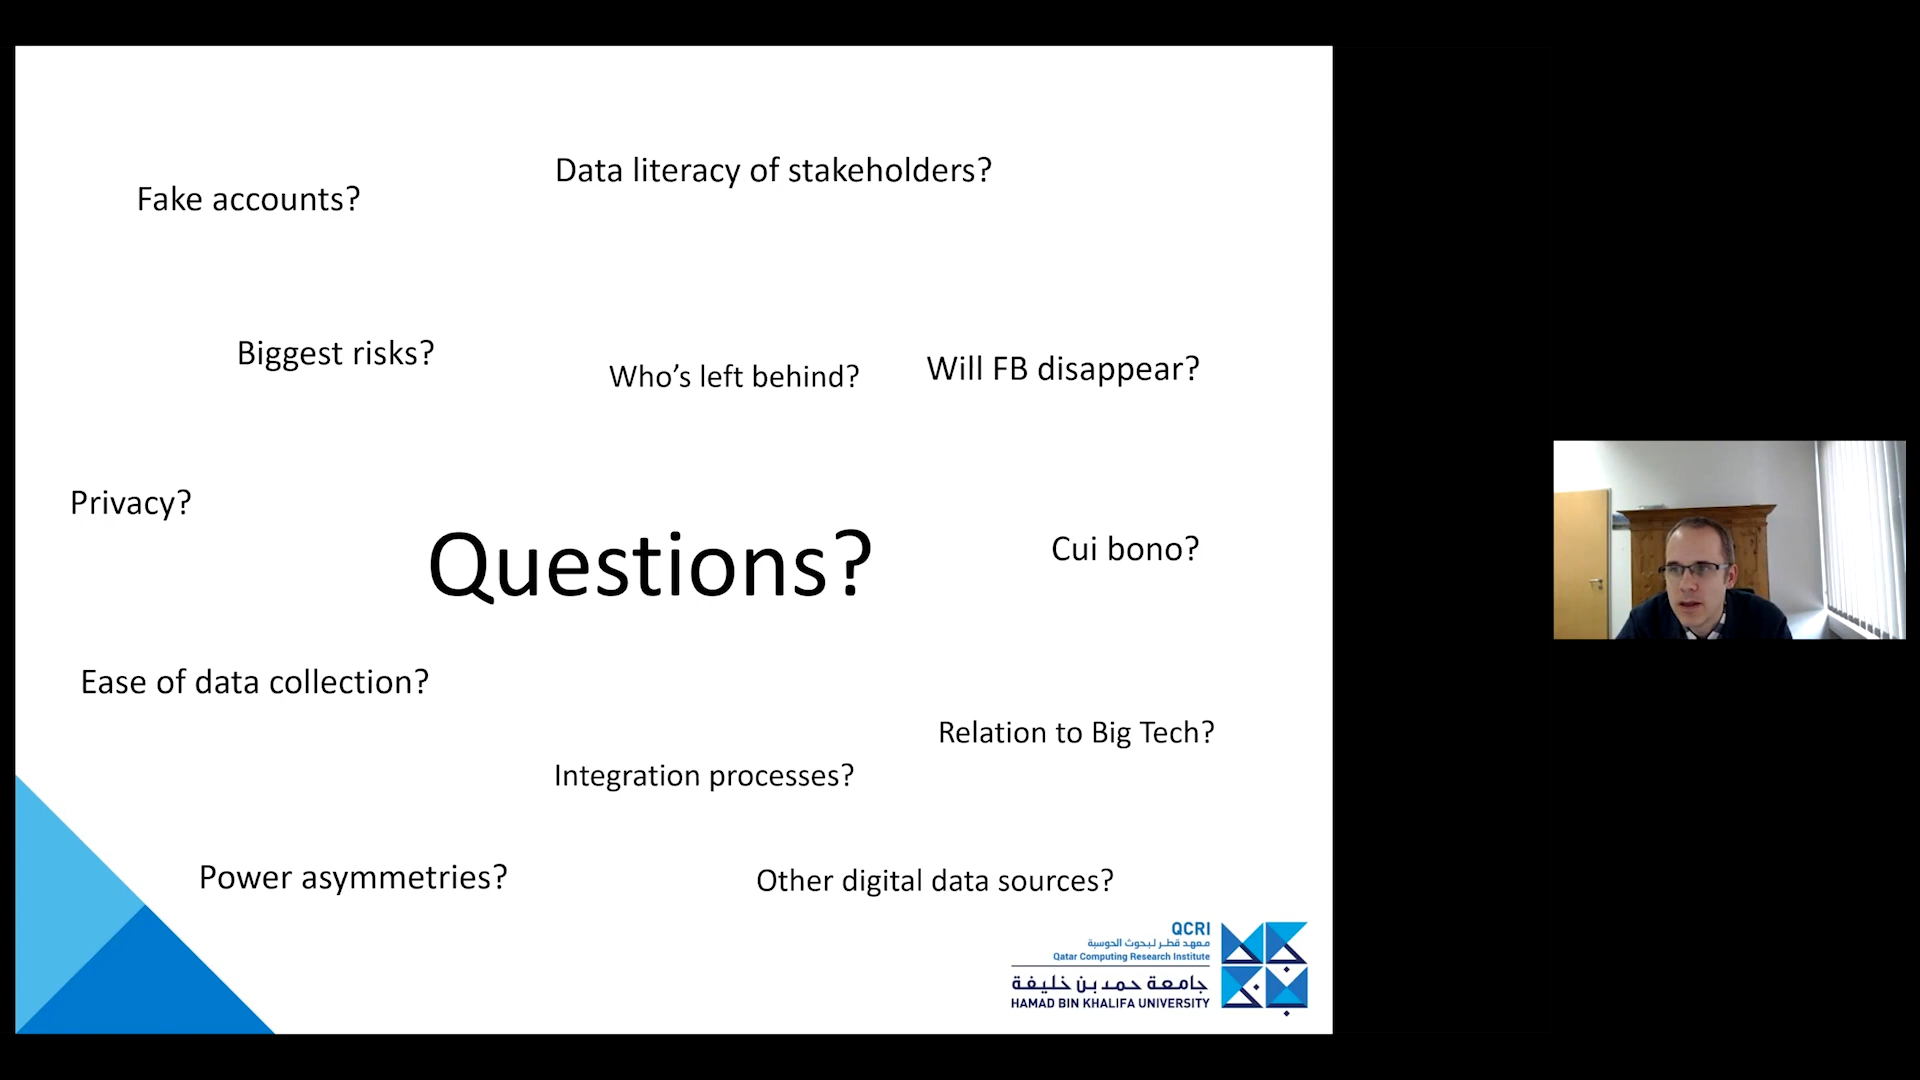 Data literacy of stakeholders?
Fake accounts?
Biggest risks?
Who's left behind?
Will FB disappear?
Privacy?
Questions?
Cui bono?
Ease of data collection?
Relation to Big Tech?
Integration processes?
Power asymmetries?
Other digital data sources?
QCRI
معهد قطر لبحوث الحوسبة
Qatar Computing Research Institute
جامعة حمد بن خليفة
HAMAD BIN KHALIFA UNIVERSITY